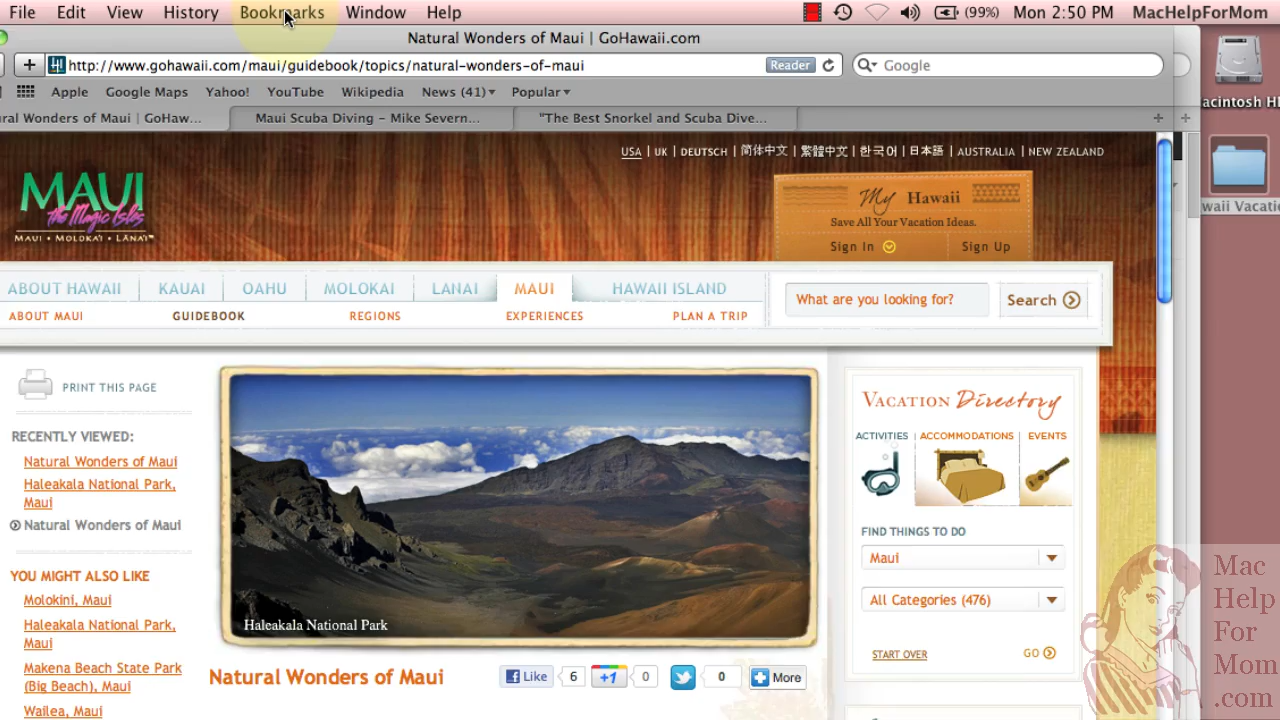 File Edit View History Bookmarks Window Help (99%) Mon 2:50 PM MacHelpForMom
Natural Wonders of Maui | GoHawaii.com
http://www.gohawaii.com/maui/guidebook/topics/natural-wonders-of-maui Reader Google
Apple Google Maps Yahoo! YouTube Wikipedia News (41) Popular
ral Wonders of Maui | GoHaw... Maui Scuba Diving – Mike Severn... "The Best Snorkel and Scuba Dive...
acintosh HD
waii Vacatio
USA | UK | DEUTSCH | 简体中文 | 繁體中文 | 한국어 | 日本語 | AUSTRALIA | NEW ZEALAND
MAUI
the Magic Isles
MAUI • MOLOKA'I • LĀNA'I™
My Hawaii
Save All Your Vacation Ideas.
Sign In Sign Up
ABOUT HAWAII KAUAI OAHU MOLOKAI LANAI MAUI HAWAII ISLAND
ABOUT MAUI GUIDEBOOK REGIONS EXPERIENCES PLAN A TRIP
What are you looking for? Search
PRINT THIS PAGE
RECENTLY VIEWED:
Natural Wonders of Maui
Haleakala National Park,
Maui
Natural Wonders of Maui
YOU MIGHT ALSO LIKE
Molokini, Maui
Haleakala National Park,
Maui
Makena Beach State Park
(Big Beach), Maui
Wailea, Maui
Haleakala National Park
Natural Wonders of Maui
Like 6 +1 0 0 More
VACATION Directory
ACTIVITIES ACCOMMODATIONS EVENTS
FIND THINGS TO DO
Maui
All Categories (476)
START OVER GO
Mac
Help
For
Mom
.com